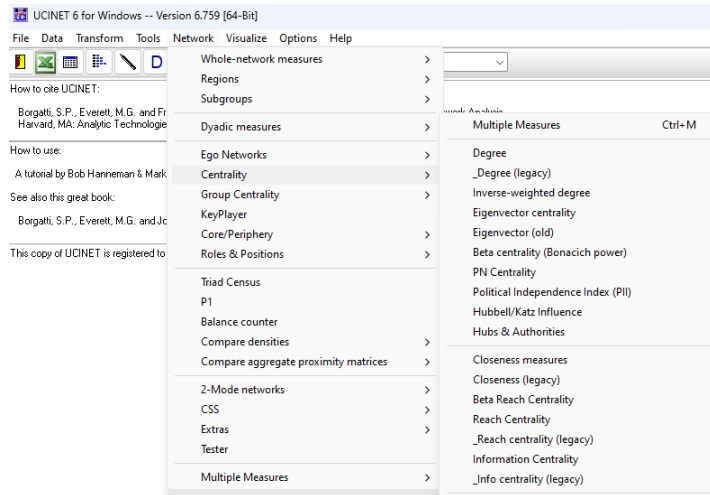 UCINET 6 for Windows -- Version 6.759 [64-Bit]
File Data Transform Tools Network Visualize Options Help
D
How to cite UCINET:
Borgatti, S.P., Everett, M.G. and Fr
Harvard, MA: Analytic Technologie
How to use:
A tutorial by Bob Hanneman & Mark
See also this great book:
Borgatti, S.P., Everett, M.G. and Jo
This copy of UCINET is registered to
Whole-network measures
Regions
Subgroups
Dyadic measures
Ego Networks
Centrality
Group Centrality
KeyPlayer
Core/Periphery
Roles & Positions
Triad Census
P1
Balance counter
Compare densities
Compare aggregate proximity matrices
2-Mode networks
CSS
Extras
Tester
Multiple Measures
Multiple Measures Ctrl+M
Degree
_Degree (legacy)
Inverse-weighted degree
Eigenvector centrality
Eigenvector (old)
Beta centrality (Bonacich power)
PN Centrality
Political Independence Index (PII)
Hubbell/Katz Influence
Hubs & Authorities
Closeness measures
Closeness (legacy)
Beta Reach Centrality
Reach Centrality
_Reach centrality (legacy)
Information Centrality
_Info centrality (legacy)